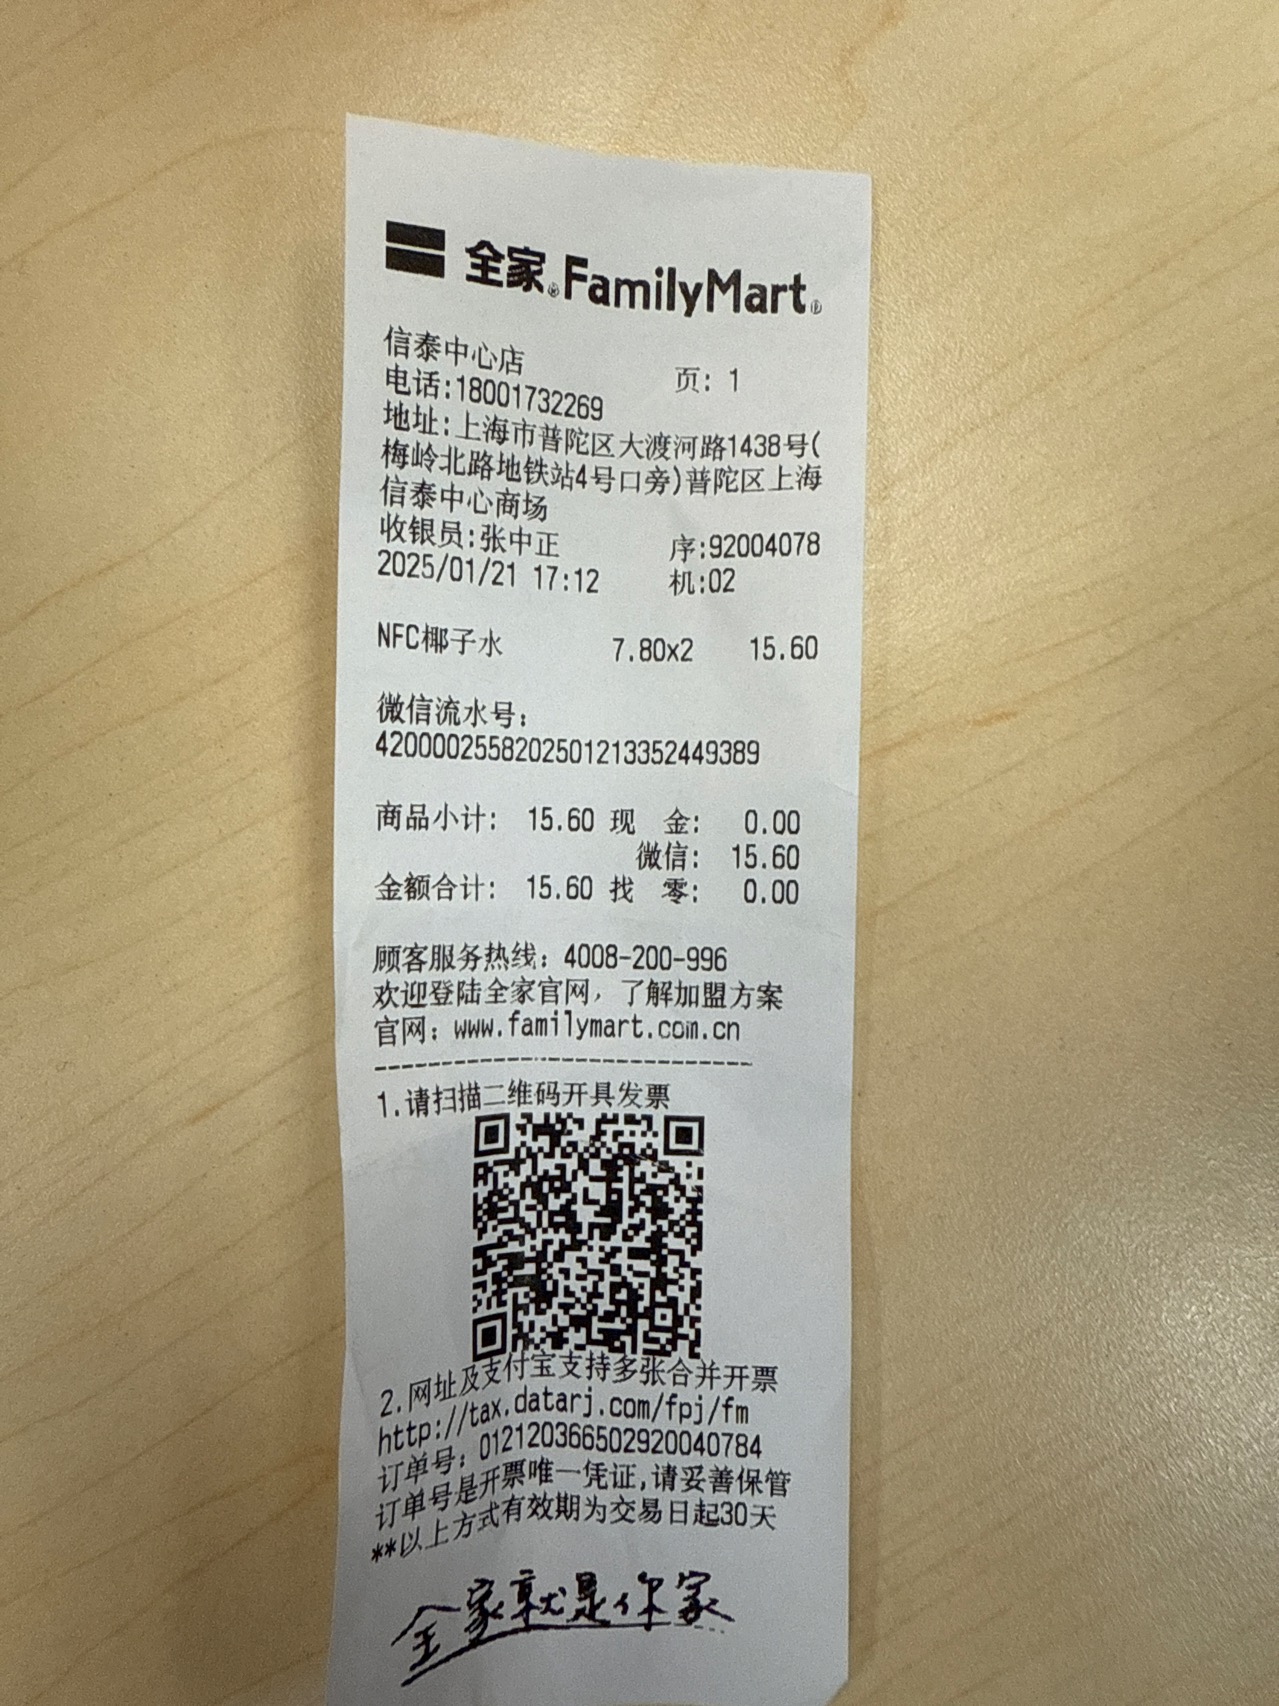 全家®FamilyMart®
信泰中心店 页: 1
电话:18001732269
地址:上海市普陀区大渡河路1438号(
梅岭北路地铁站4号口旁)普陀区上海
信泰中心商场
收银员:张中正 序:92004078
2025/01/21 17:12 机:02
NFC椰子水 7.80x2 15.60
微信流水号:
4200002558202501213352449389
商品小计: 15.60 现 金: 0.00
微信: 15.60
金额合计: 15.60 找 零: 0.00
顾客服务热线: 4008-200-996
欢迎登陆全家官网，了解加盟方案
官网: www.familymart.com.cn
1.请扫描二维码开具发票
2.网址及支付宝支持多张合并开票
http://tax.datarj.com/fpj/fm
订单号: 012120366502920040784
订单号是开票唯一凭证,请妥善保管
**以上方式有效期为交易日起30天
全家就是你家